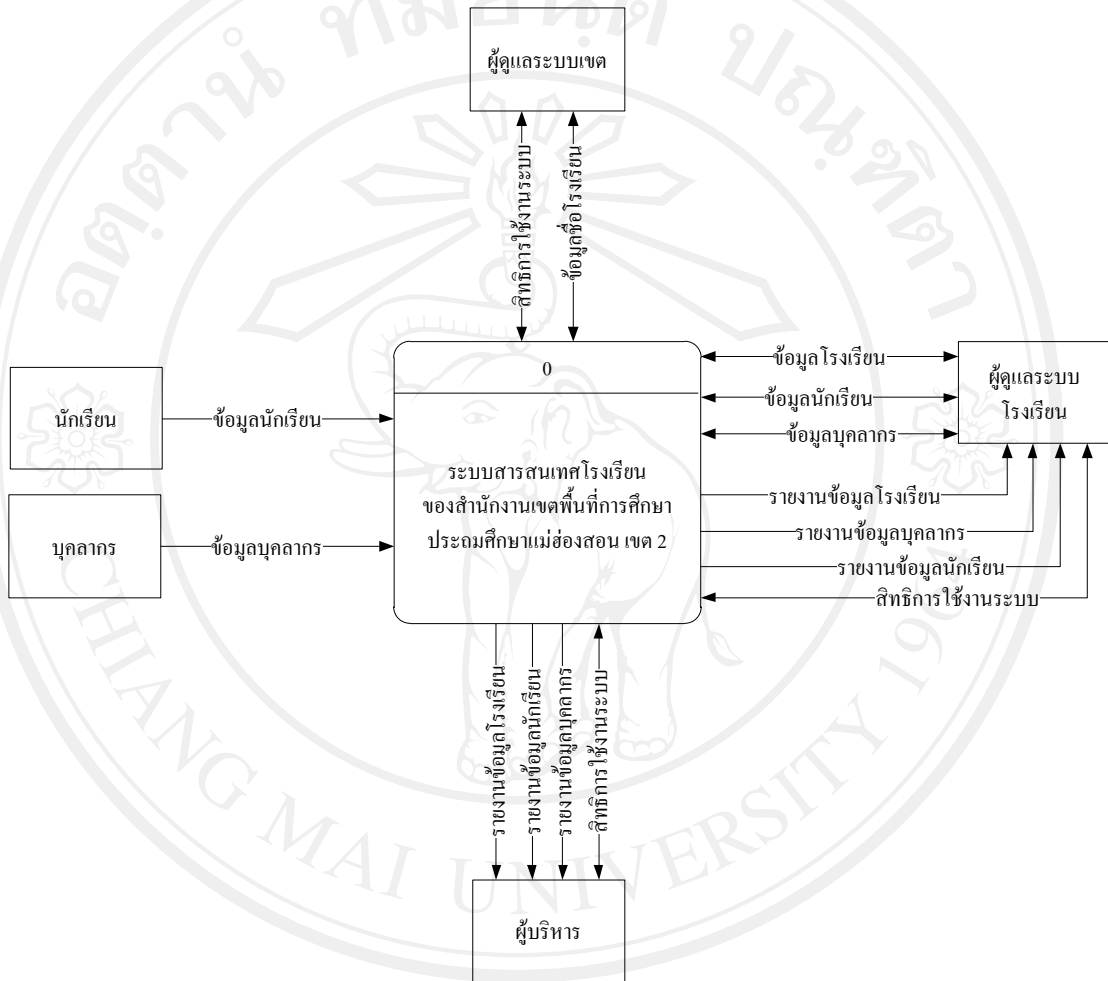 ผู้ดูแลระบบเขต
สิทธิการใช้งานระบบ
ข้อมูลชื่อโรงเรียน
0
ระบบสารสนเทศโรงเรียน
ของสำนักงานเขตพื้นที่การศึกษา
ประถมศึกษาแม่ฮ่องสอน เขต 2
นักเรียน
ข้อมูลนักเรียน
บุคลากร
ข้อมูลบุคลากร
ข้อมูลโรงเรียน
ข้อมูลนักเรียน
ข้อมูลบุคลากร
ผู้ดูแลระบบ
โรงเรียน
รายงานข้อมูลโรงเรียน
รายงานข้อมูลบุคลากร
รายงานข้อมูลนักเรียน
สิทธิการใช้งานระบบ
รายงานข้อมูลโรงเรียน
รายงานข้อมูลนักเรียน
รายงานข้อมูลบุคลากร
สิทธิการใช้งานระบบ
ผู้บริหาร
CHIANG MAI UNIVERSITY 1964